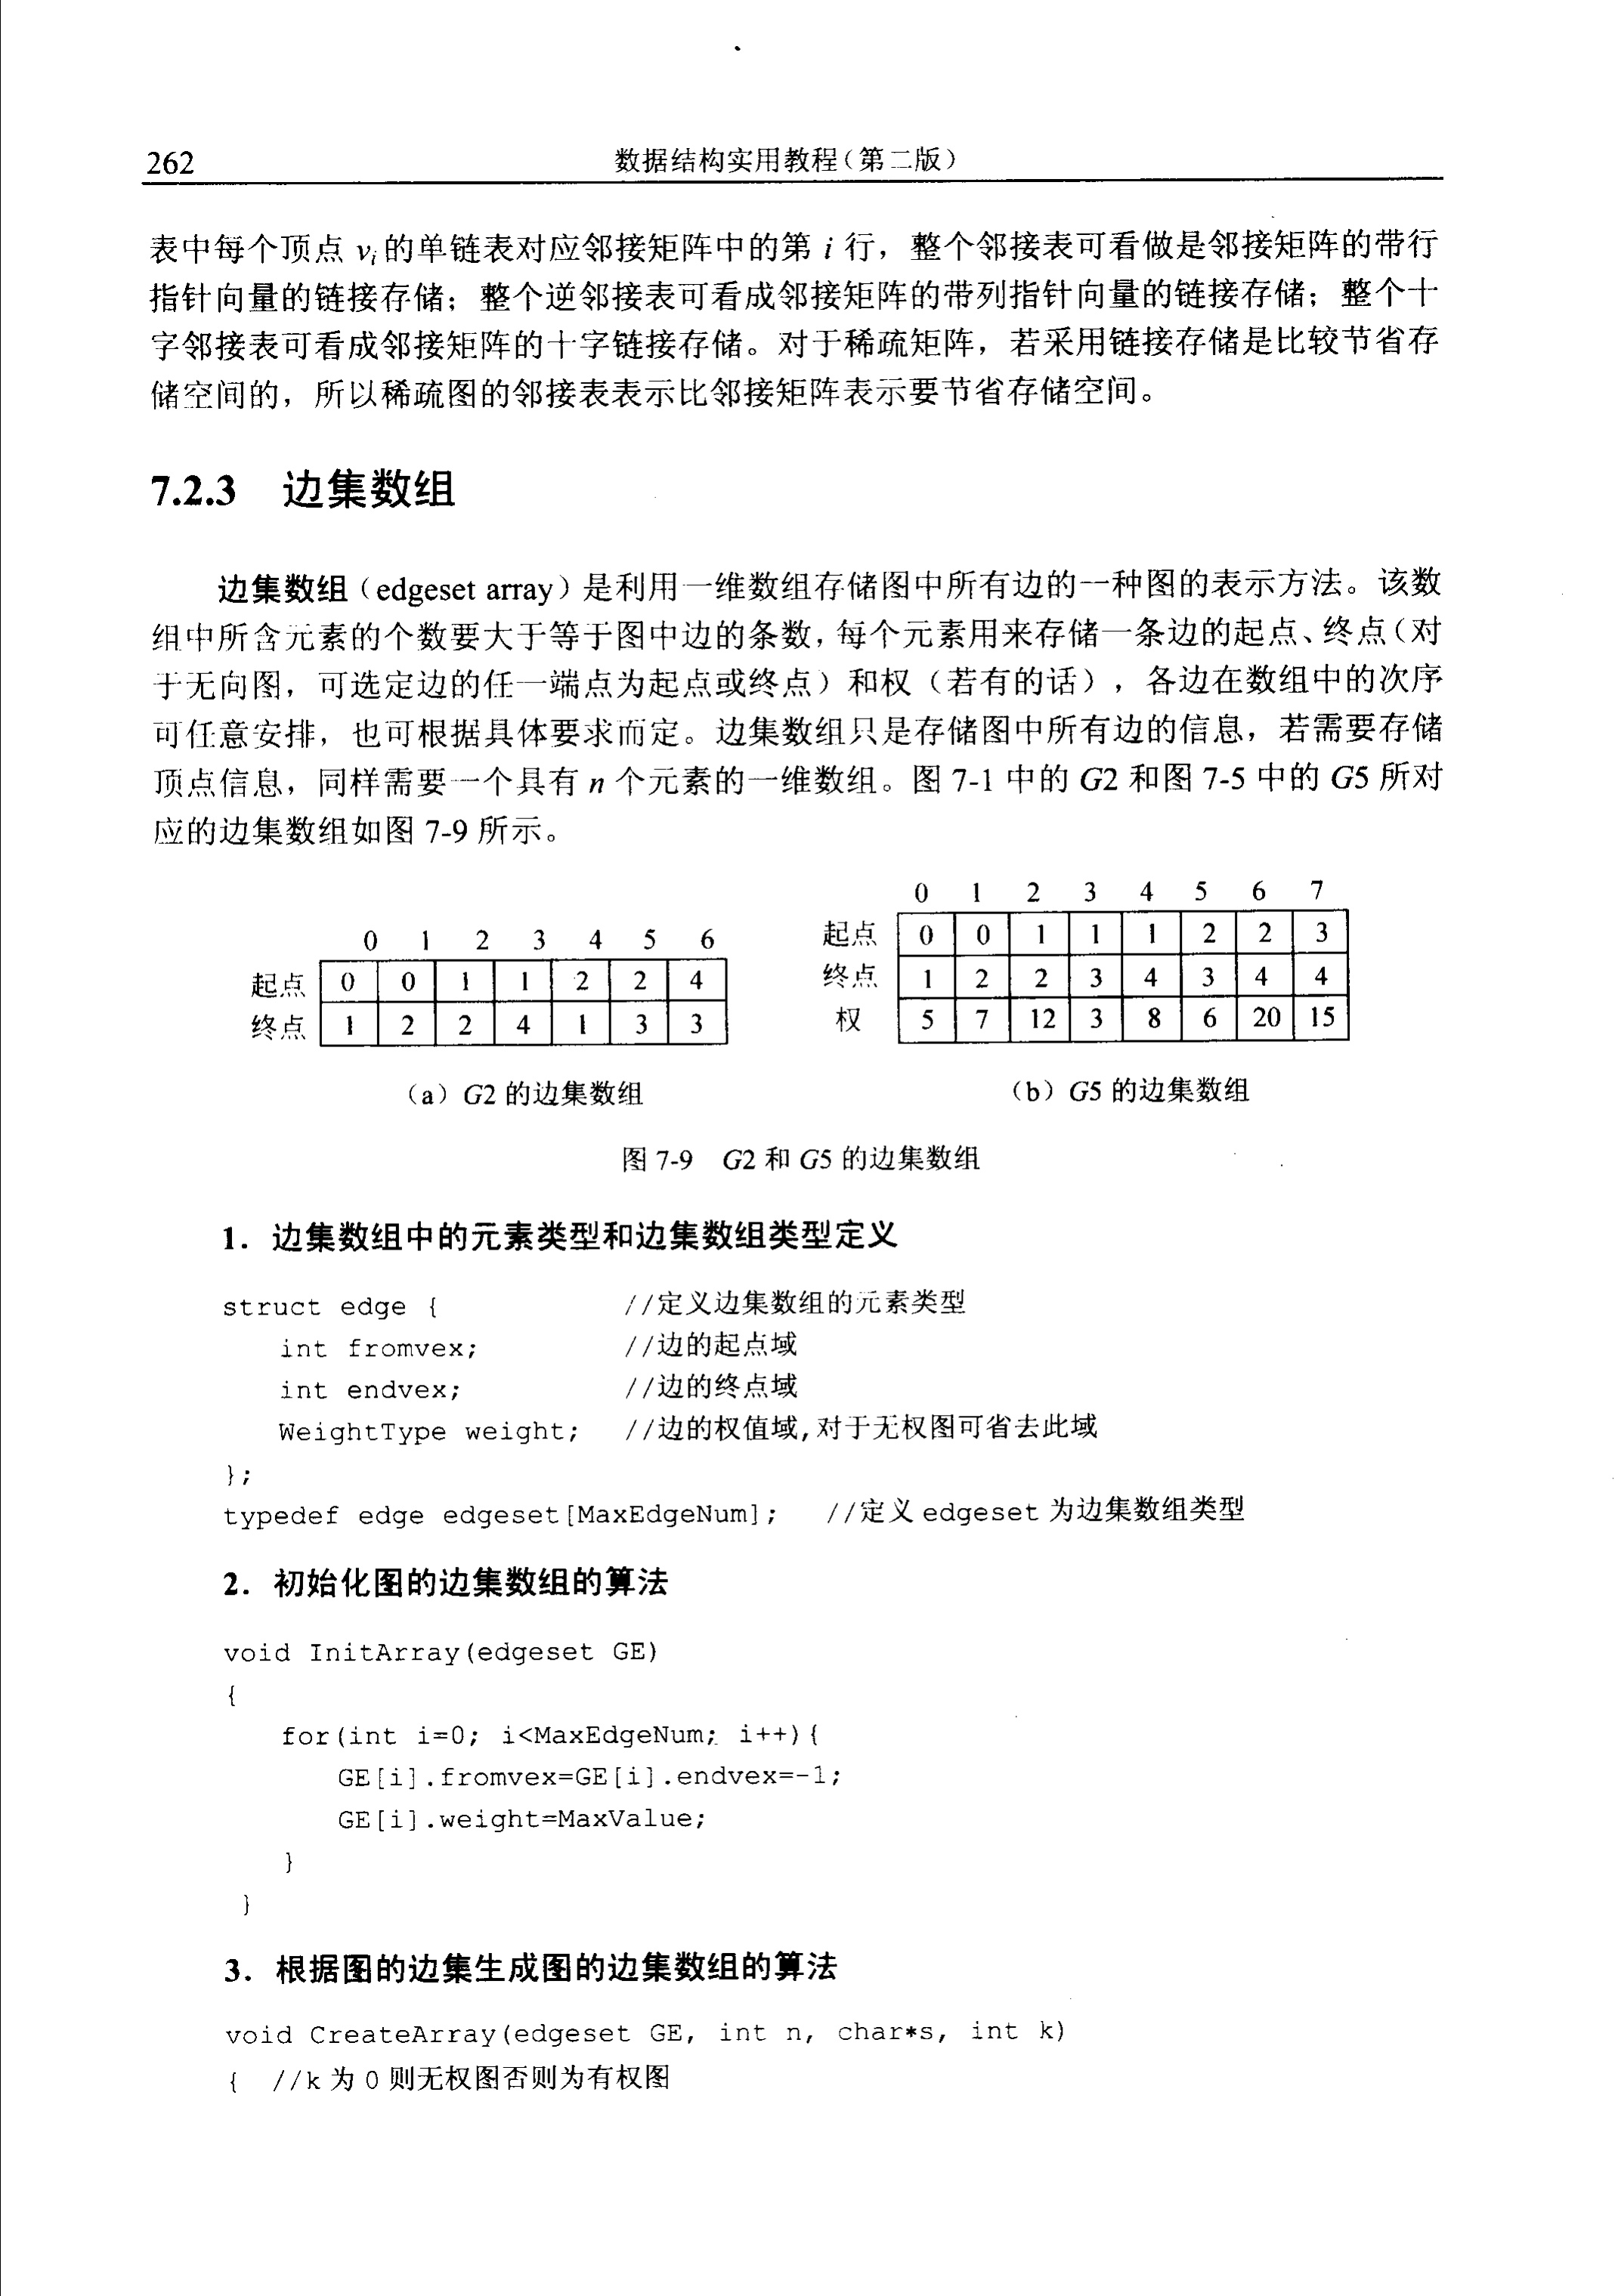 262 数据结构实用教程(第二版)
表中每个顶点 vi 的单链表对应邻接矩阵中的第 i 行，整个邻接表可看做是邻接矩阵的带行
指针向量的链接存储；整个逆邻接表可看成邻接矩阵的带列指针向量的链接存储；整个十
字邻接表可看成邻接矩阵的十字链接存储。对于稀疏矩阵，若采用链接存储是比较节省存
储空间的，所以稀疏图的邻接表表示比邻接矩阵表示要节省存储空间。
7.2.3 边集数组
边集数组（edgeset array）是利用一维数组存储图中所有边的一种图的表示方法。该数
组中所含元素的个数要大于等于图中边的条数，每个元素用来存储一条边的起点、终点（对
于无向图，可选定边的任一端点为起点或终点）和权（若有的话），各边在数组中的次序
可任意安排，也可根据具体要求而定。边集数组只是存储图中所有边的信息，若需要存储
顶点信息，同样需要一个具有 n 个元素的一维数组。图 7-1 中的 G2 和图 7-5 中的 G5 所对
应的边集数组如图 7-9 所示。
0 1 2 3 4 5 6
起点 0 0 1 1 2 2 4
终点 1 2 2 4 1 3 3
（a）G2 的边集数组
0 1 2 3 4 5 6 7
起点 0 0 1 1 1 2 2 3
终点 1 2 2 3 4 3 4 4
权 5 7 12 3 8 6 20 15
（b）G5 的边集数组
图 7-9 G2 和 G5 的边集数组
1．边集数组中的元素类型和边集数组类型定义
struct edge { //定义边集数组的元素类型
int fromvex; //边的起点域
int endvex; //边的终点域
WeightType weight; //边的权值域,对于无权图可省去此域
};
typedef edge edgeset[MaxEdgeNum]; //定义 edgeset 为边集数组类型
2．初始化图的边集数组的算法
void InitArray(edgeset GE)
{
for(int i=0; i<MaxEdgeNum; i++){
GE[i].fromvex=GE[i].endvex=-1;
GE[i].weight=MaxValue;
}
}
3．根据图的边集生成图的边集数组的算法
void CreateArray(edgeset GE, int n, char*s, int k)
{ //k 为 0 则无权图否则为有权图